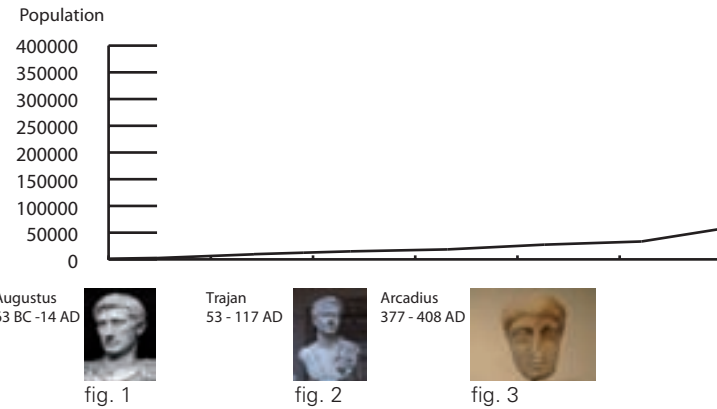 Population
400000
350000
300000
250000
200000
150000
100000
50000
0
Augustus
63 BC -14 AD
fig. 1
Trajan
53 - 117 AD
fig. 2
Arcadius
377 - 408 AD
fig. 3